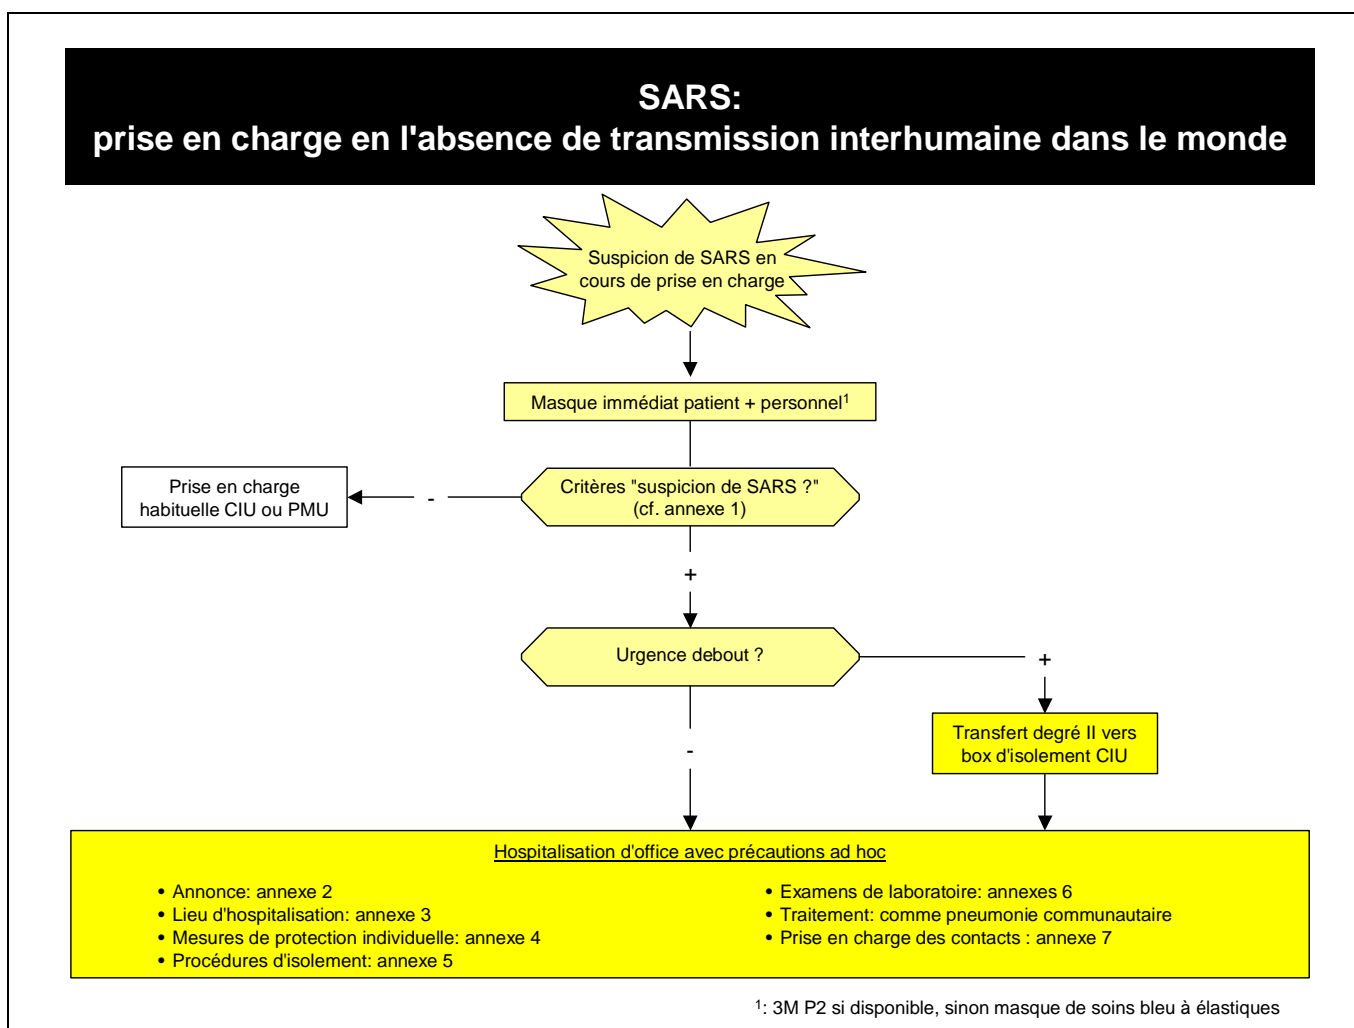 SARS:
prise en charge en l'absence de transmission interhumaine dans le monde
Suspicion de SARS en
cours de prise en charge
Masque immédiat patient + personnel¹
Critères "suspicion de SARS ?"
(cf. annexe 1)
-
Prise en charge
habituelle CIU ou PMU
+
Urgence debout ?
+
Transfert degré II vers
box d'isolement CIU
-
Hospitalisation d'office avec précautions ad hoc
• Annonce: annexe 2
• Lieu d'hospitalisation: annexe 3
• Mesures de protection individuelle: annexe 4
• Procédures d'isolement: annexe 5
• Examens de laboratoire: annexes 6
• Traitement: comme pneumonie communautaire
• Prise en charge des contacts : annexe 7
¹: 3M P2 si disponible, sinon masque de soins bleu à élastiques